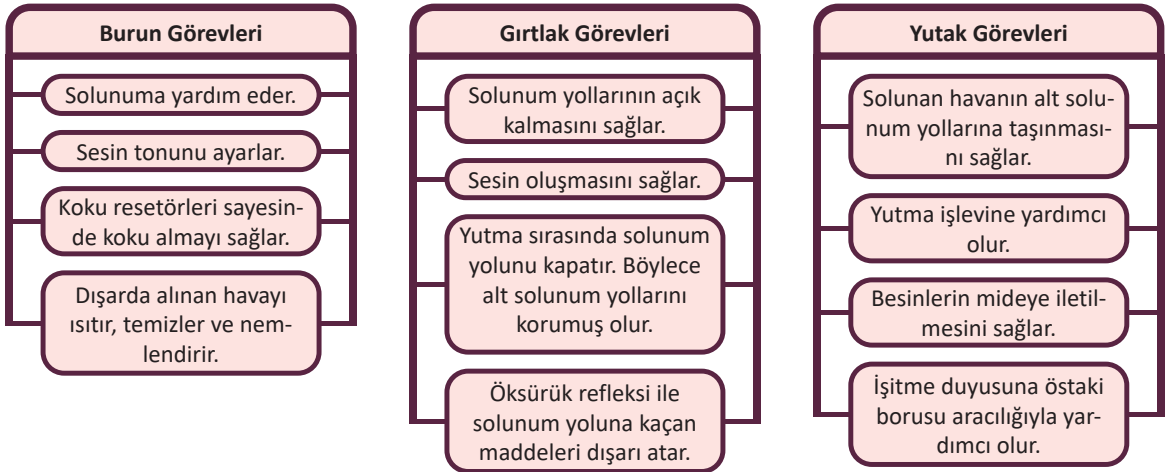 Burun Görevleri
Solunuma yardım eder.
Sesin tonunu ayarlar.
Koku resetörleri sayesin-
de koku almayı sağlar.
Dışarda alınan havayı
ısıtır, temizler ve nem-
lendirir.
Gırtlak Görevleri
Solunum yollarının açık
kalmasını sağlar.
Sesin oluşmasını sağlar.
Yutma sırasında solunum
yolunu kapatır. Böylece
alt solunum yollarını
korumuş olur.
Öksürük refleksi ile
solunum yoluna kaçan
maddeleri dışarı atar.
Yutak Görevleri
Solunan havanın alt solu-
num yollarına taşınması-
nı sağlar.
Yutma işlevine yardımcı
olur.
Besinlerin mideye iletil-
mesini sağlar.
İşitme duyusuna östaki
borusu aracılığıyla yar-
dımcı olur.